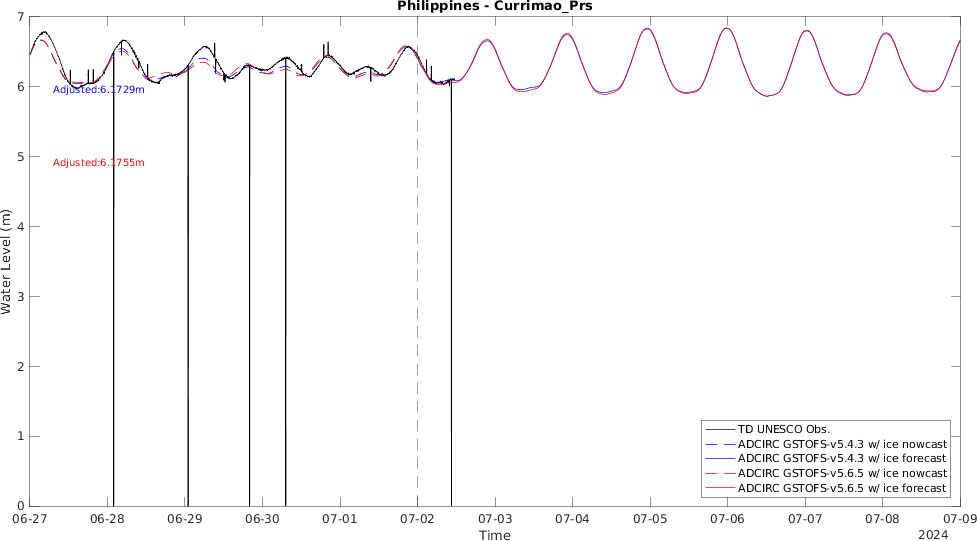 Philippines - Currimao_Prs
7
6
5
4
3
2
1
0
Water Level (m)
Adjusted:6.1729m
Adjusted:6.1755m
TD UNESCO Obs.
ADCIRC GSTOFS-v5.4.3 w/ ice nowcast
ADCIRC GSTOFS-v5.4.3 w/ ice forecast
ADCIRC GSTOFS-v5.6.5 w/ ice nowcast
ADCIRC GSTOFS-v5.6.5 w/ ice forecast
06-27 06-28 06-29 06-30 07-01 07-02 07-03 07-04 07-05 07-06 07-07 07-08 07-09
Time
2024